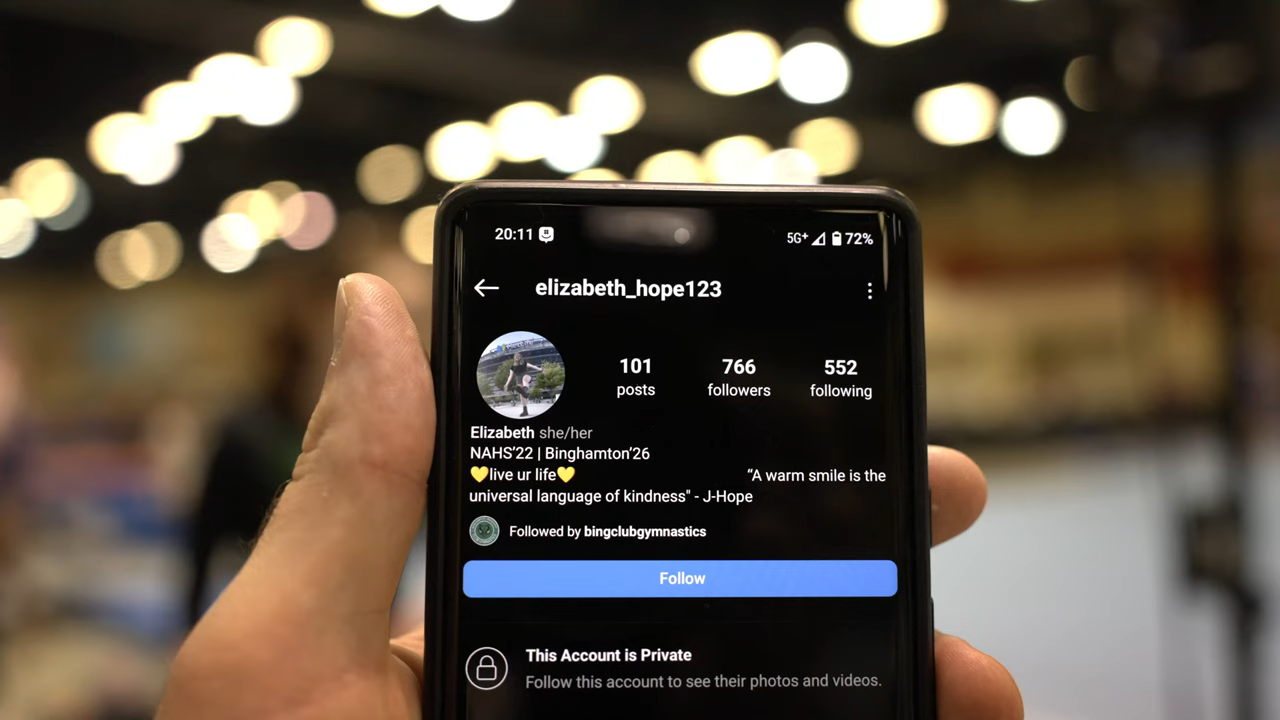 20:11 5G+ 72%
elizabeth_hope123
101 766 552
posts followers following
Elizabeth she/her
NAHS'22 | Binghamton'26
💛live ur life💛 “A warm smile is the
universal language of kindness" - J-Hope
Followed by bingclubgymnastics
Follow
This Account is Private
Follow this account to see their photos and videos.